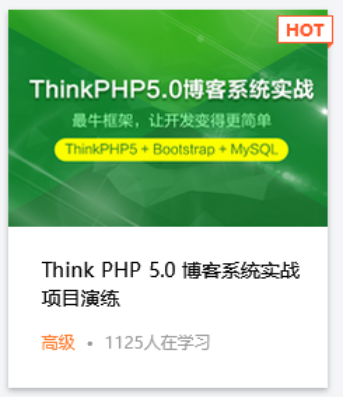 HOT
ThinkPHP5.0博客系统实战
最牛框架，让开发变得更简单
ThinkPHP5 + Bootstrap + MySQL
Think PHP 5.0 博客系统实战
项目演练
高级 • 1125人在学习